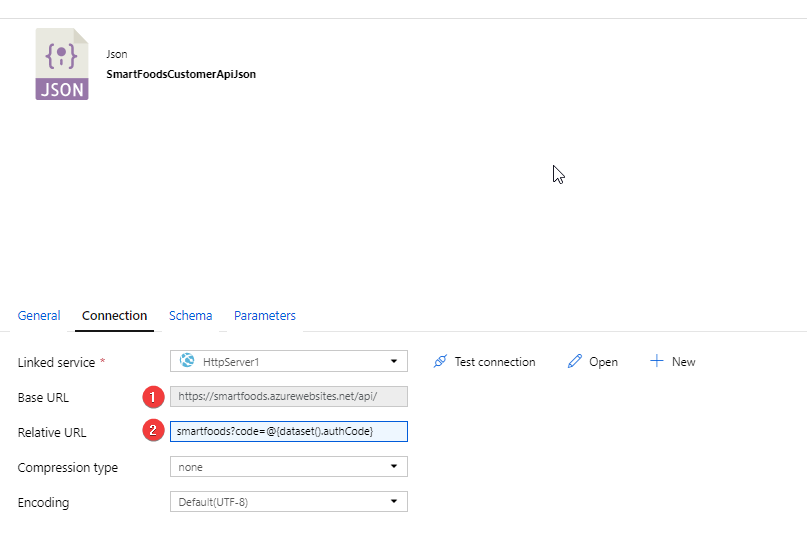 JSON
Json
SmartFoodsCustomerApiJson
General
Connection
Schema
Parameters
Linked service *
HttpServer1
Test connection
Open
New
Base URL
1
https://smartfoods.azurewebsites.net/api/
Relative URL
2
smartfoods?code=@{dataset().authCode}
Compression type
none
Encoding
Default(UTF-8)